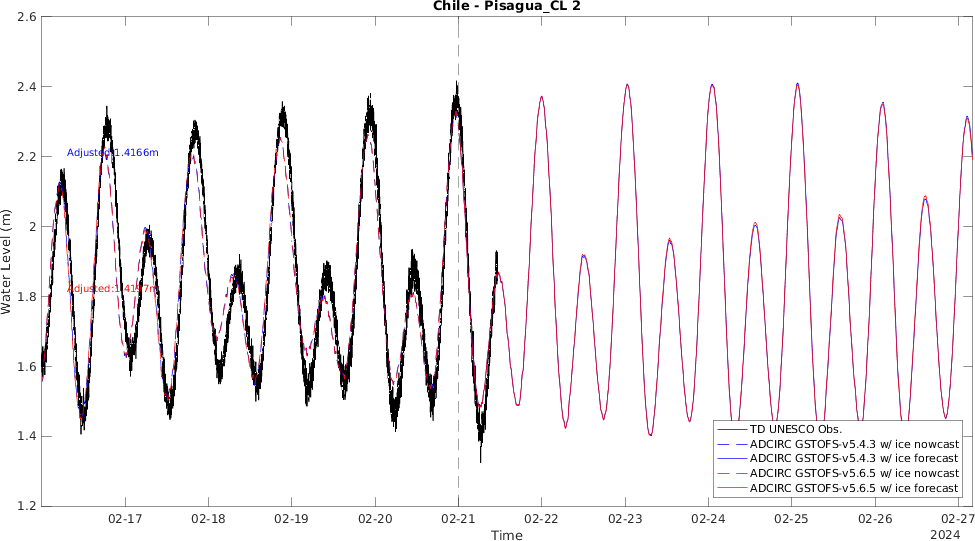 Chile - Pisagua_CL 2
2.6
2.4
2.2
2
1.8
1.6
1.4
1.2
Water Level (m)
Adjusted:1.4166m
TD UNESCO Obs.
ADCIRC GSTOFS-v5.4.3 w/ ice nowcast
ADCIRC GSTOFS-v5.4.3 w/ ice forecast
ADCIRC GSTOFS-v5.6.5 w/ ice nowcast
ADCIRC GSTOFS-v5.6.5 w/ ice forecast
02-17 02-18 02-19 02-20 02-21 02-22 02-23 02-24 02-25 02-26 02-27
Time
2024